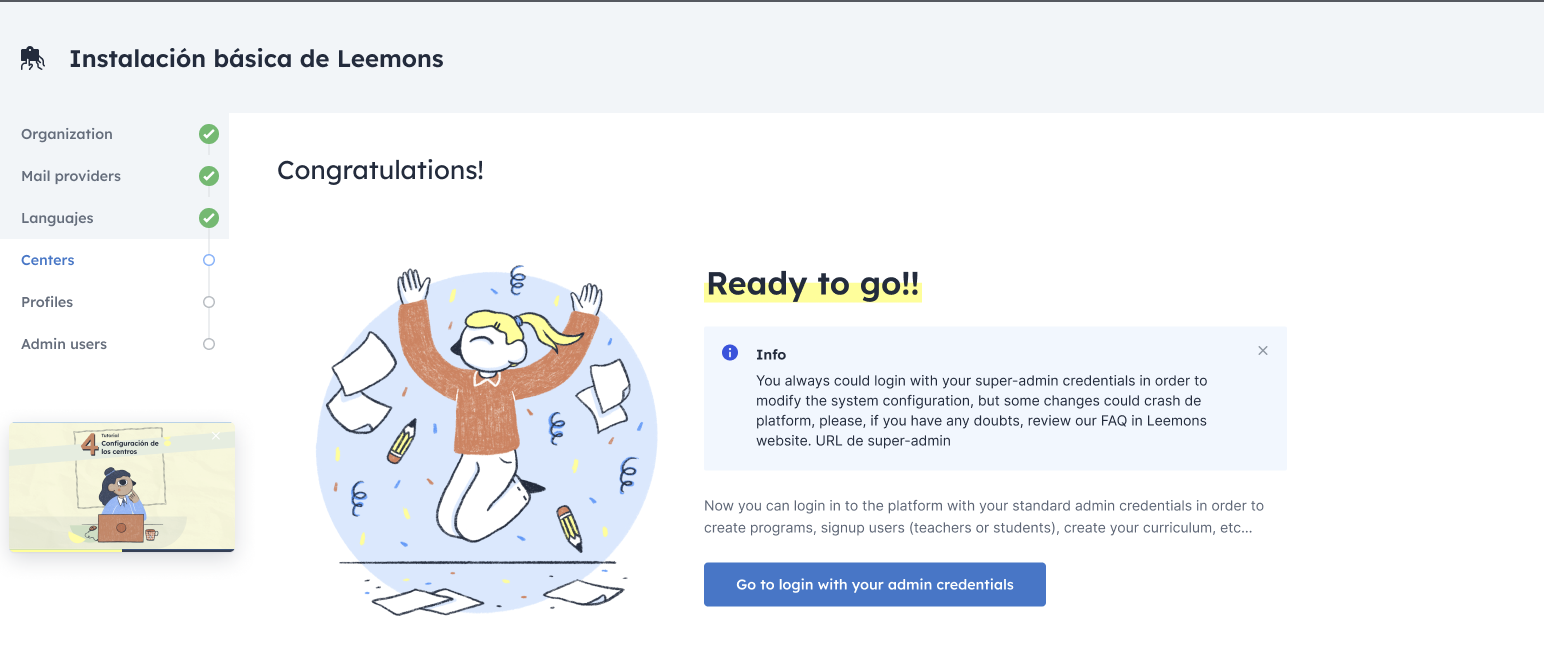 Instalación básica de Leemons
Organization
Mail providers
Languajes
Centers
Profiles
Admin users
4
Tutorial
Configuración de
los centros
Congratulations!
Ready to go!!
Info
You always could login with your super-admin credentials in order to
modify the system configuration, but some changes could crash de
platform, please, if you have any doubts, review our FAQ in Leemons
website. URL de super-admin
Now you can login in to the platform with your standard admin credentials in order to
create programs, signup users (teachers or students), create your curriculum, etc...
Go to login with your admin credentials